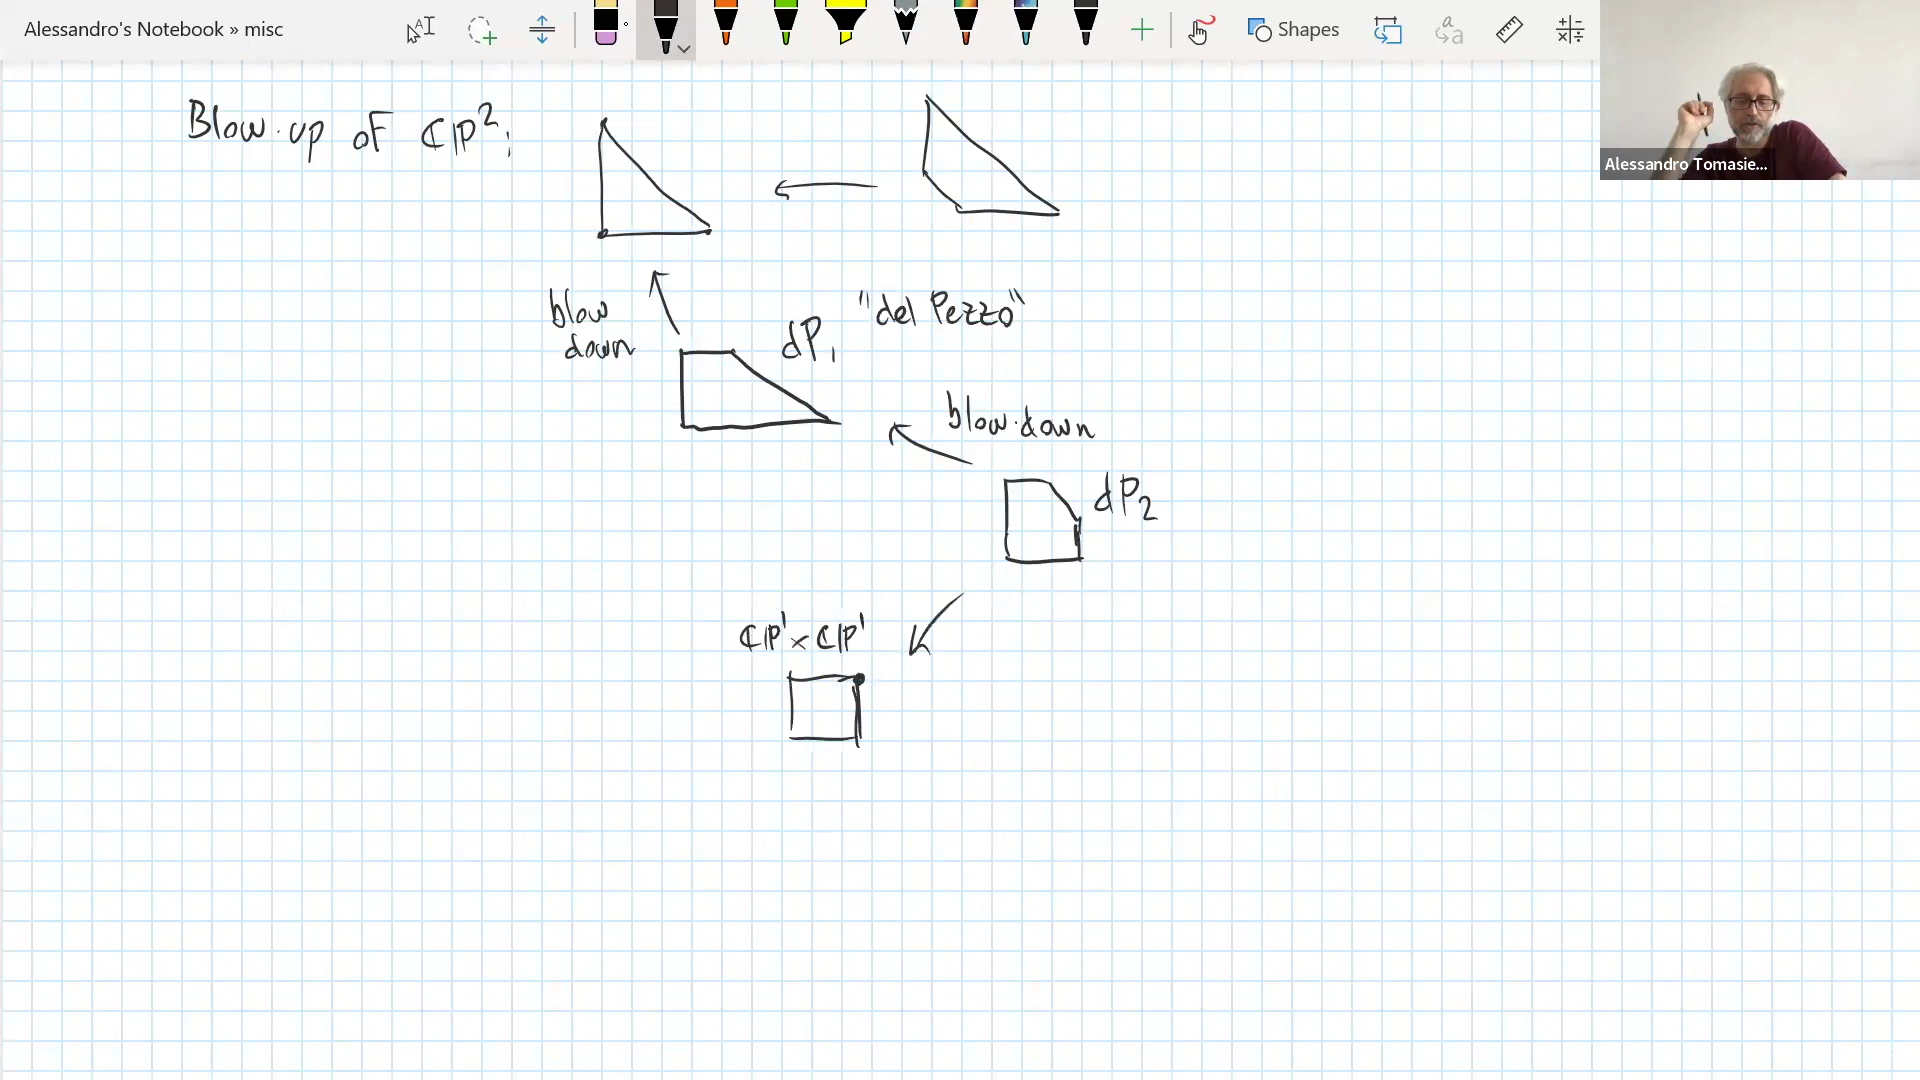 Alessandro's Notebook » misc
Shapes
Alessandro Tomasie...
Blow-up of ℂℙ²:
blow
down
dP₁
"del Pezzo"
blow-down
dP₂
ℂℙ¹ × ℂℙ¹